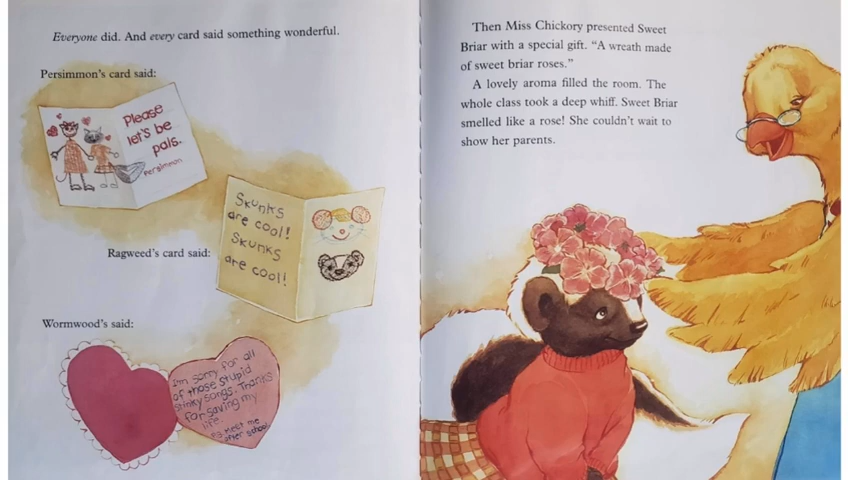 Everyone did. And every card said something wonderful.
Persimmon's card said:
Please
let's be
pals.
Persimmon
Ragweed's card said:
Skunks
are cool!
Skunks
are cool!
Wormwood's said:
I'm sorry for all
of those stupid
stinky songs. Thanks
for saving my
life.
P.S. Meet me
after school.
Then Miss Chickory presented Sweet
Briar with a special gift. “A wreath made
of sweet briar roses.”
A lovely aroma filled the room. The
whole class took a deep whiff. Sweet Briar
smelled like a rose! She couldn't wait to
show her parents.